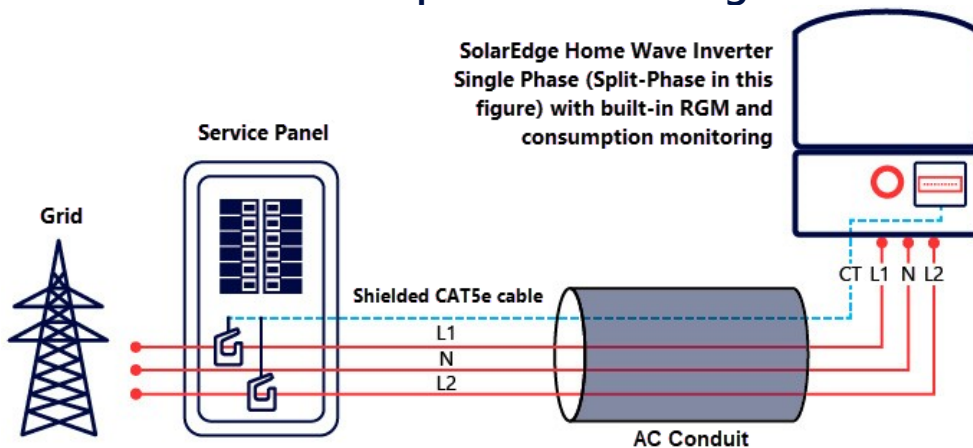 SolarEdge Home Wave Inverter
Single Phase (Split-Phase in this
figure) with built-in RGM and
consumption monitoring
Service Panel
Grid
CT L1 N L2
Shielded CAT5e cable
L1
N
L2
AC Conduit